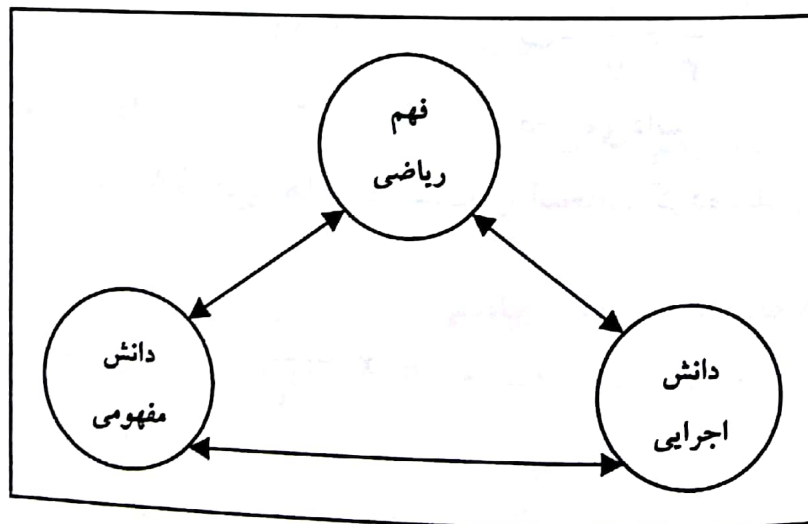 فهم
ریاضی
دانش
مفهومی
دانش
اجرایی